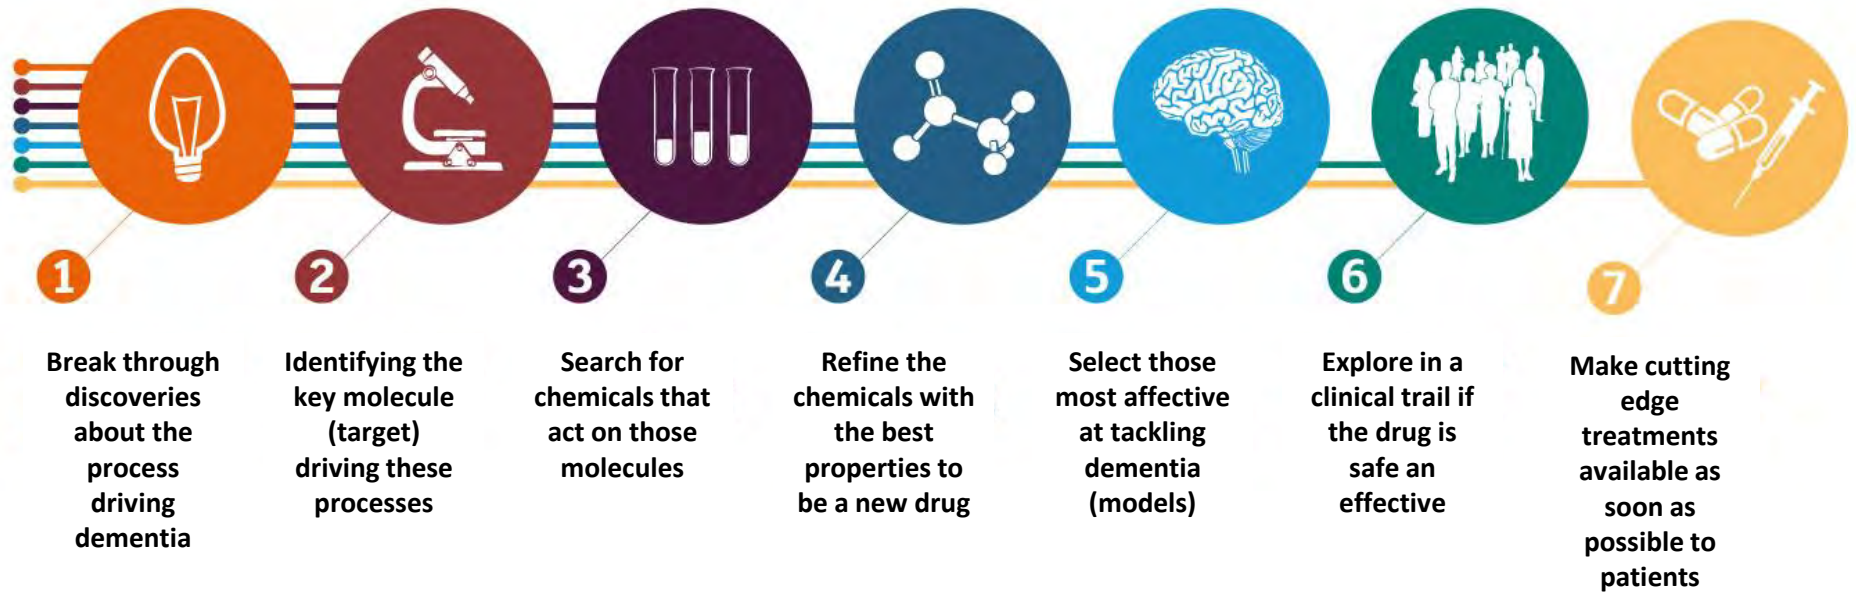 1
Break through
discoveries
about the
process
driving
dementia
2
Identifying the
key molecule
(target)
driving these
processes
3
Search for
chemicals that
act on those
molecules
4
Refine the
chemicals with
the best
properties to
be a new drug
5
Select those
most affective
at tackling
dementia
(models)
6
Explore in a
clinical trail if
the drug is
safe an
effective
7
Make cutting
edge
treatments
available as
soon as
possible to
patients